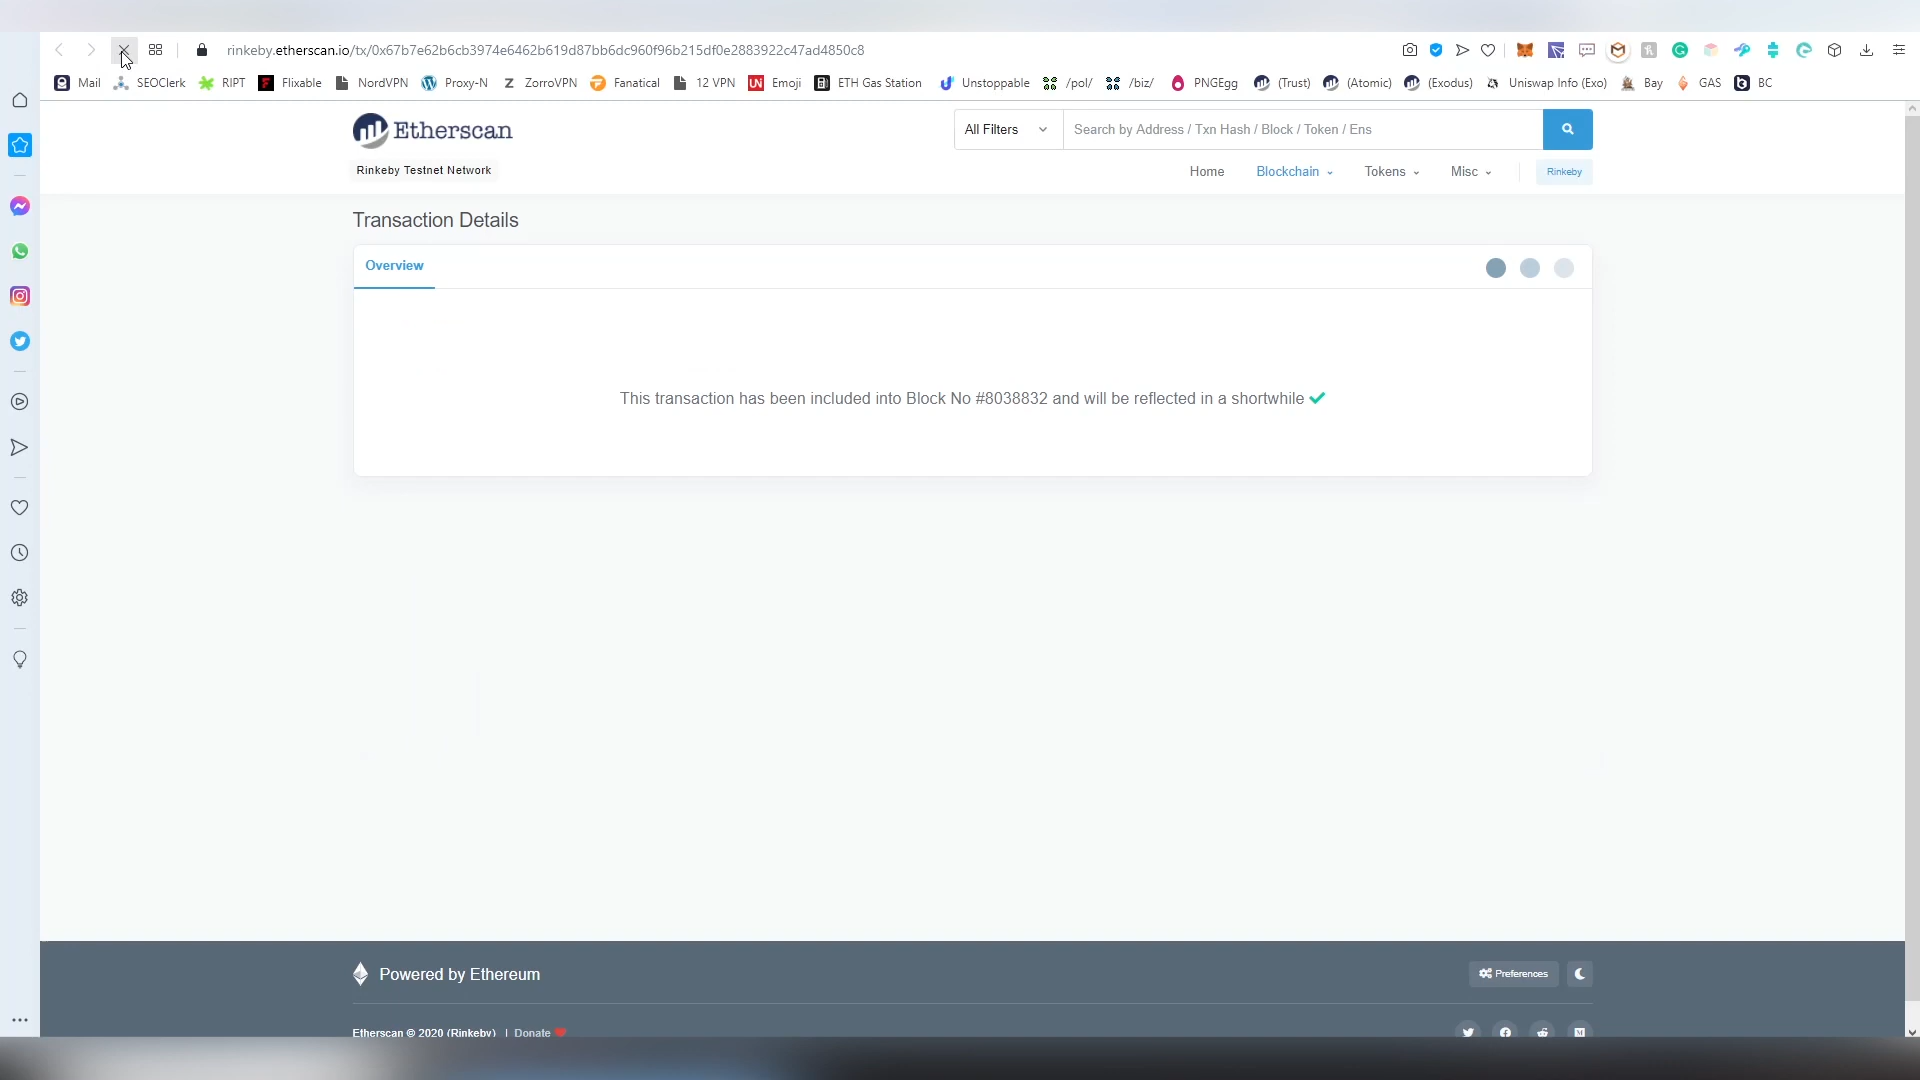 rinkeby.etherscan.io/tx/0x67b7e62b6cb3974e6462b619d87bb6dc960f96b215df0e2883922c47ad4850c8
Mail SEOClerk RIPT Flixable NordVPN Proxy-N ZorroVPN Fanatical 12 VPN Emoji ETH Gas Station Unstoppable /pol/ /biz/ PNGEgg (Trust) (Atomic) (Exodus) Uniswap Info (Exo) Bay GAS BC
Etherscan
All Filters Search by Address / Txn Hash / Block / Token / Ens
Rinkeby Testnet Network
Home Blockchain Tokens Misc Rinkeby
Transaction Details
Overview
This transaction has been included into Block No #8038832 and will be reflected in a shortwhile
Powered by Ethereum
Preferences
Etherscan © 2020 (Rinkeby) | Donate